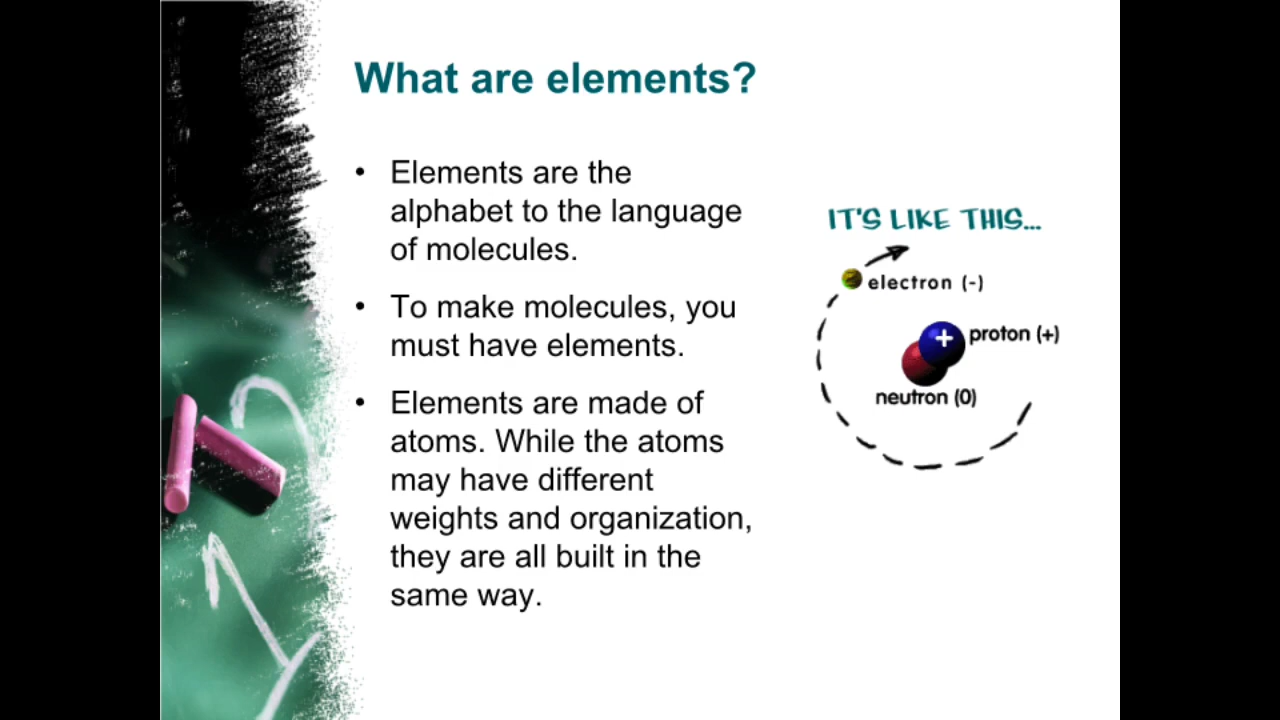 What are elements?
• Elements are the
alphabet to the language
of molecules.
• To make molecules, you
must have elements.
• Elements are made of
atoms. While the atoms
may have different
weights and organization,
they are all built in the
same way.
IT'S LIKE THIS...
electron (-)
+
proton (+)
neutron (0)